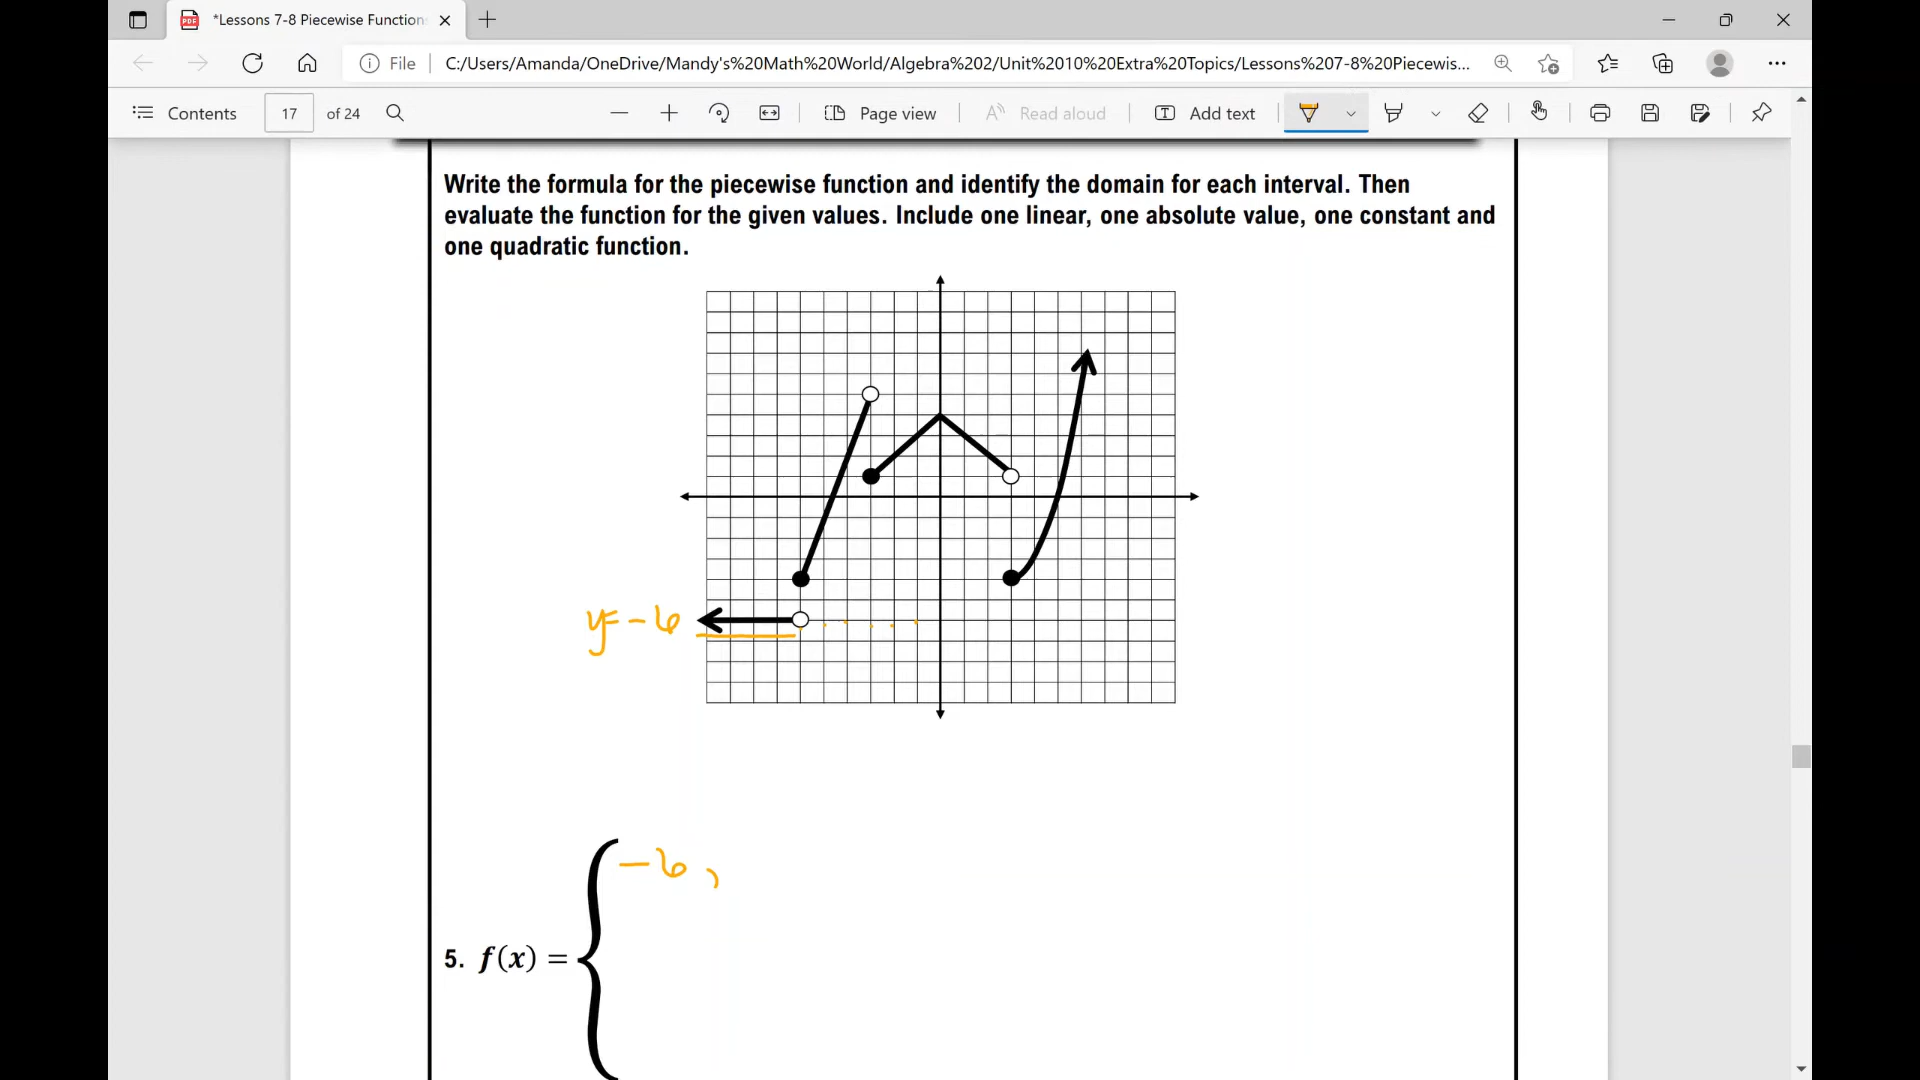 *Lessons 7-8 Piecewise Function
File
C:/Users/Amanda/OneDrive/Mandy's%20Math%20World/Algebra%202/Unit%2010%20Extra%20Topics/Lessons%207-8%20Piecewis...
Contents
17
of 24
Page view
Read aloud
Add text
Write the formula for the piecewise function and identify the domain for each interval. Then
evaluate the function for the given values. Include one linear, one absolute value, one constant and
one quadratic function.
y=-6
-6,
5. f(x) =